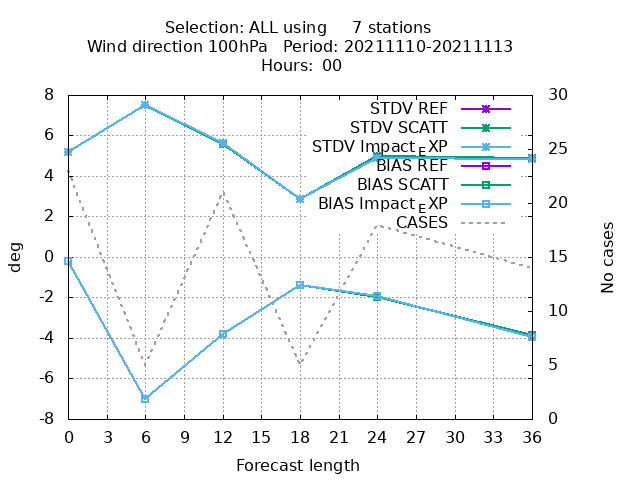 Selection: ALL using 7 stations
Wind direction 100hPa Period: 20211110-20211113
Hours: 00
8 30
STDV REF
6 STDV SCATT 25
STDV Impact_EXP
4 BIAS REF
BIAS SCATT 20
BIAS Impact_EXP
2 CASES
deg 0 15 No cases
-2 10
-4
-6 5
-8 0
0 3 6 9 12 15 18 21 24 27 30 33 36
Forecast length